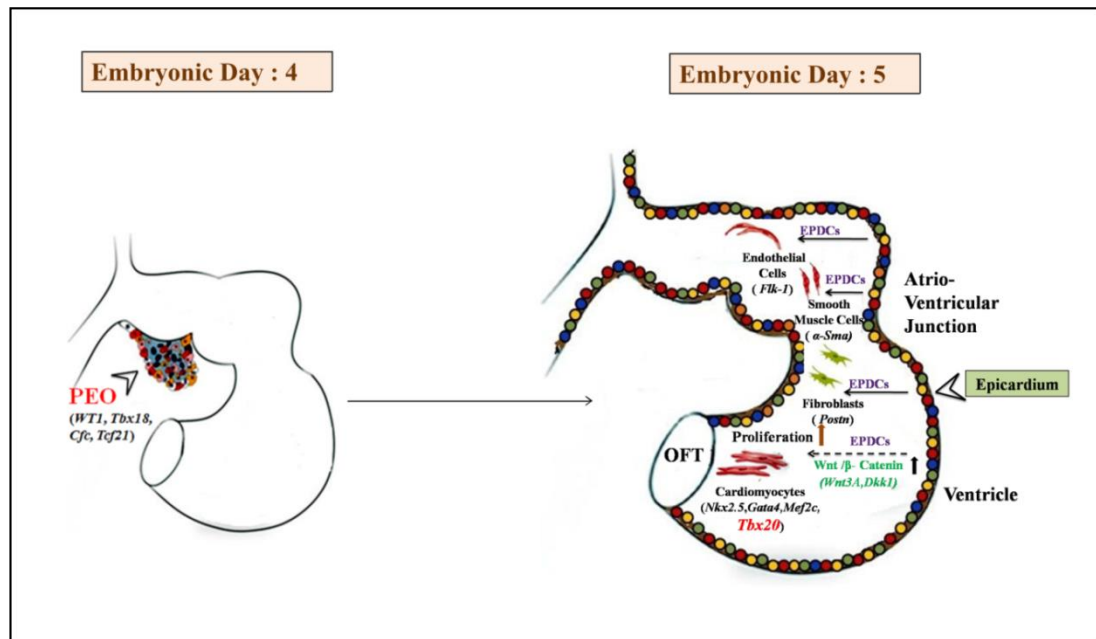 Embryonic Day : 4
Embryonic Day : 5
PEO
(WT1, Tbx18,
Cfc, Tcf21)
EPDCs
Endothelial
Cells
( Flk-1)
EPDCs
Smooth
Muscle Cells
( α-Sma)
Atrio-
Ventricular
Junction
EPDCs
Fibroblasts
( Postn)
Epicardium
OFT
Proliferation
EPDCs
Wnt /β- Catenin
(Wnt3A,Dkk1)
Cardiomyocytes
(Nkx2.5,Gata4,Mef2c,
Tbx20)
Ventricle